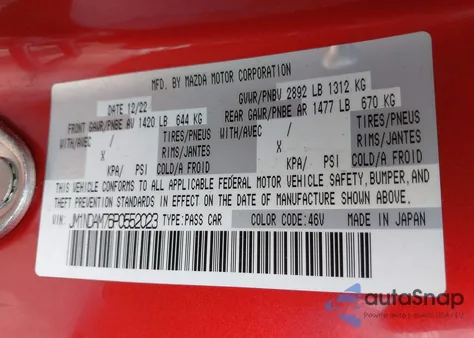 MFD. BY MAZDA MOTOR CORPORATION
DATE 12/22 GVWR/PNBV 2892 LB 1312 KG
FRONT GAWR/PNBE AV 1420 LB 644 KG REAR GAWR/PNBE AR 1477 LB 670 KG
WITH/AVEC / TIRES/PNEUS WITH/AVEC / TIRES/PNEUS
X RIMS/JANTES X RIMS/JANTES
KPA/ PSI COLD/A FROID KPA/ PSI COLD/A FROID
THIS VEHICLE CONFORMS TO ALL APPLICABLE FEDERAL MOTOR VEHICLE SAFETY, BUMPER, AND
THEFT PREVENTION STANDARDS IN EFFECT ON THE DATE OF MANUFACTURE SHOWN ABOVE.
VIN: JM1NDAM76P0552023 TYPE:PASS CAR COLOR CODE:46V MADE IN JAPAN
autoSnap